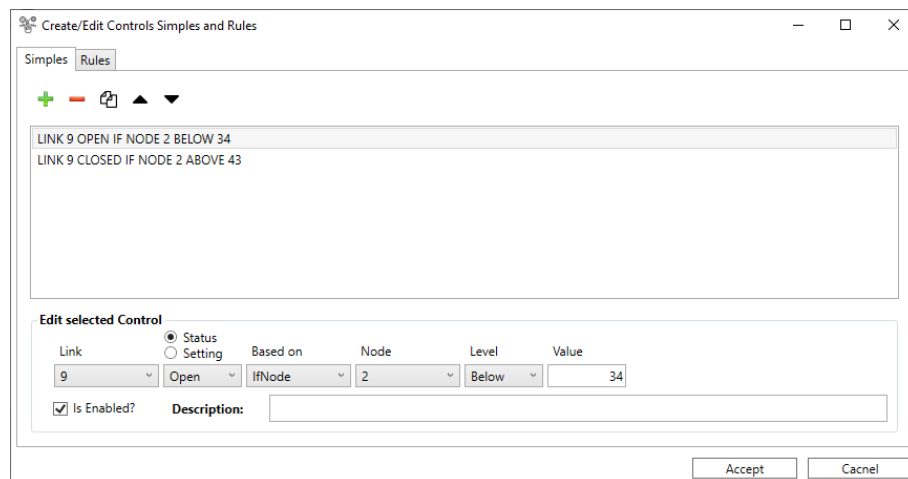 Create/Edit Controls Simples and Rules
Simples Rules
LINK 9 OPEN IF NODE 2 BELOW 34
LINK 9 CLOSED IF NODE 2 ABOVE 43
Edit selected Control
Status
Link Setting Based on Node Level Value
9 Open IfNode 2 Below 34
Is Enabled? Description:
Accept Cacnel